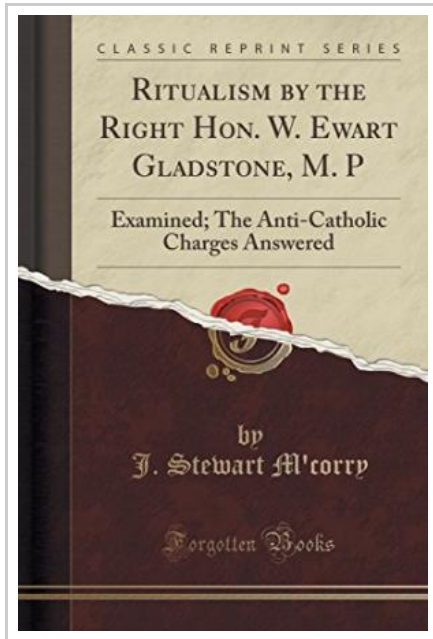 CLASSIC REPRINT SERIES
RITUALISM BY THE
RIGHT HON. W. EWART
GLADSTONE, M. P
Examined; The Anti-Catholic
Charges Answered
by
J. Stewart M'corry
Forgotten Books